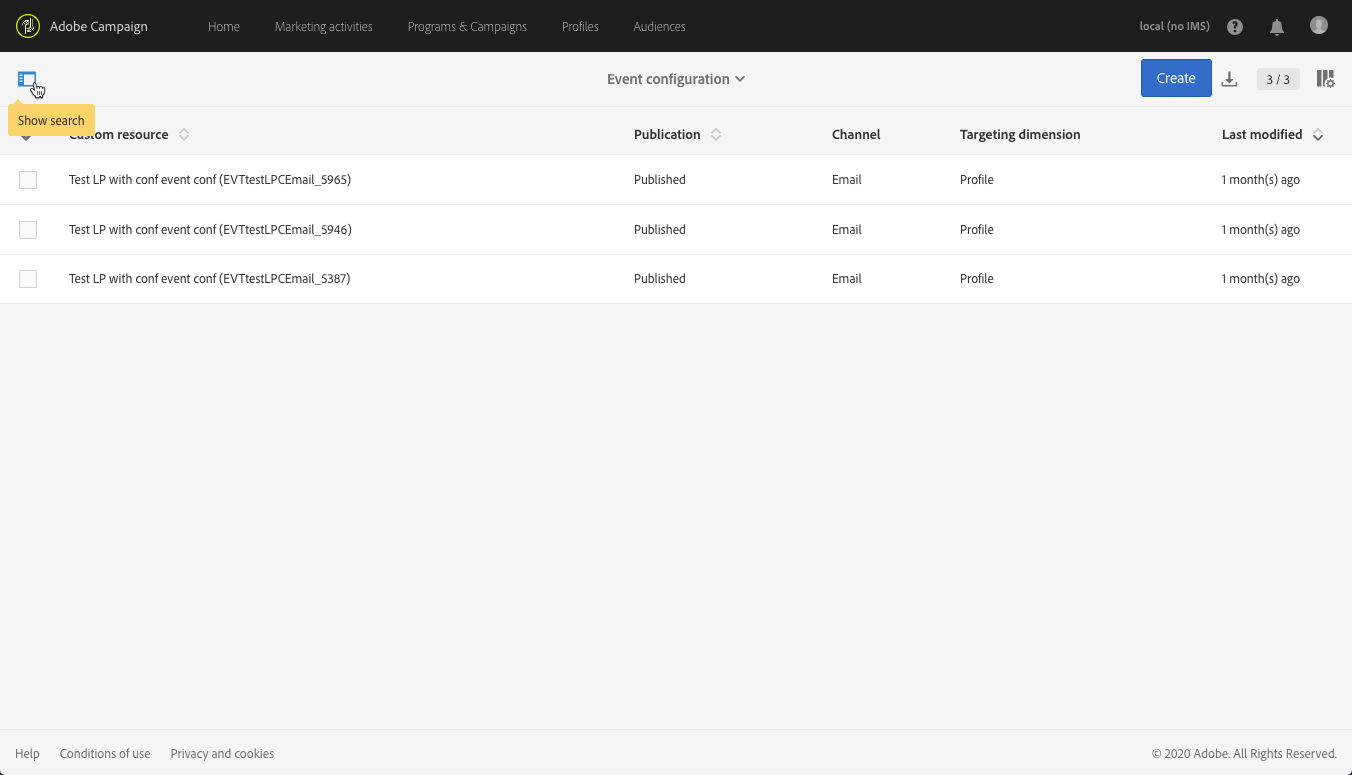 Adobe Campaign Home Marketing activities Programs & Campaigns Profiles Audiences local (no IMS)
Event configuration Create 3 / 3
Show search
Custom resource Publication Channel Targeting dimension Last modified
Test LP with conf event conf (EVTtestLPCEmail_5965) Published Email Profile 1 month(s) ago
Test LP with conf event conf (EVTtestLPCEmail_5946) Published Email Profile 1 month(s) ago
Test LP with conf event conf (EVTtestLPCEmail_5387) Published Email Profile 1 month(s) ago
Help Conditions of use Privacy and cookies © 2020 Adobe. All Rights Reserved.